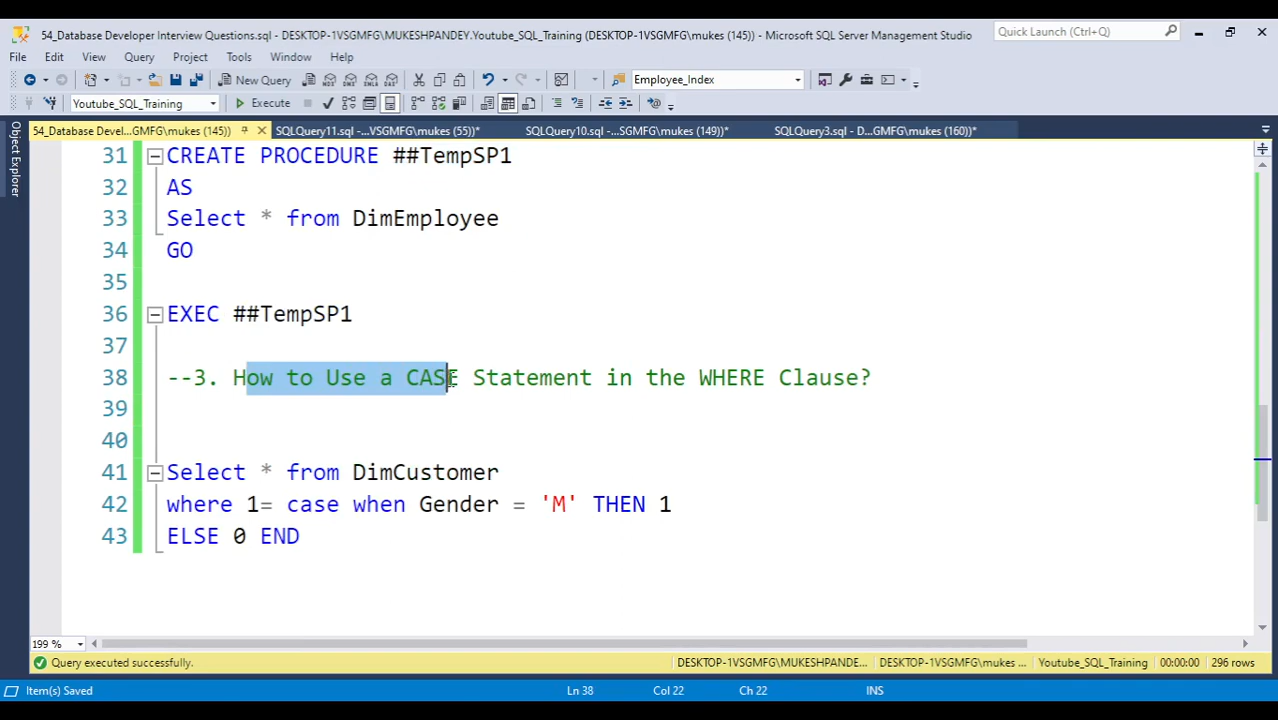 54_Database Developer Interview Questions.sql - DESKTOP-1VSGMFG\MUKESHPANDEY.Youtube_SQL_Training (DESKTOP-1VSGMFG\mukes (145)) - Microsoft SQL Server Management Studio
Quick Launch (Ctrl+Q)
File Edit View Query Project Tools Window Help
New Query
Employee_Index
Youtube_SQL_Training
Execute
54_Database Devel...GMFG\mukes (145))
SQLQuery11.sql -...VSGMFG\mukes (55))*
SQLQuery10.sql -...SGMFG\mukes (149))*
SQLQuery3.sql - D...GMFG\mukes (160))*
Object Explorer
31 CREATE PROCEDURE ##TempSP1
32 AS
33 Select * from DimEmployee
34 GO
35
36 EXEC ##TempSP1
37
38 --3. How to Use a CASE Statement in the WHERE Clause?
39
40
41 Select * from DimCustomer
42 where 1= case when Gender = 'M' THEN 1
43 ELSE 0 END
199 %
Query executed successfully.
DESKTOP-1VSGMFG\MUKESHPANDE...
DESKTOP-1VSGMFG\mukes ...
Youtube_SQL_Training
00:00:00
296 rows
Item(s) Saved
Ln 38
Col 22
Ch 22
INS